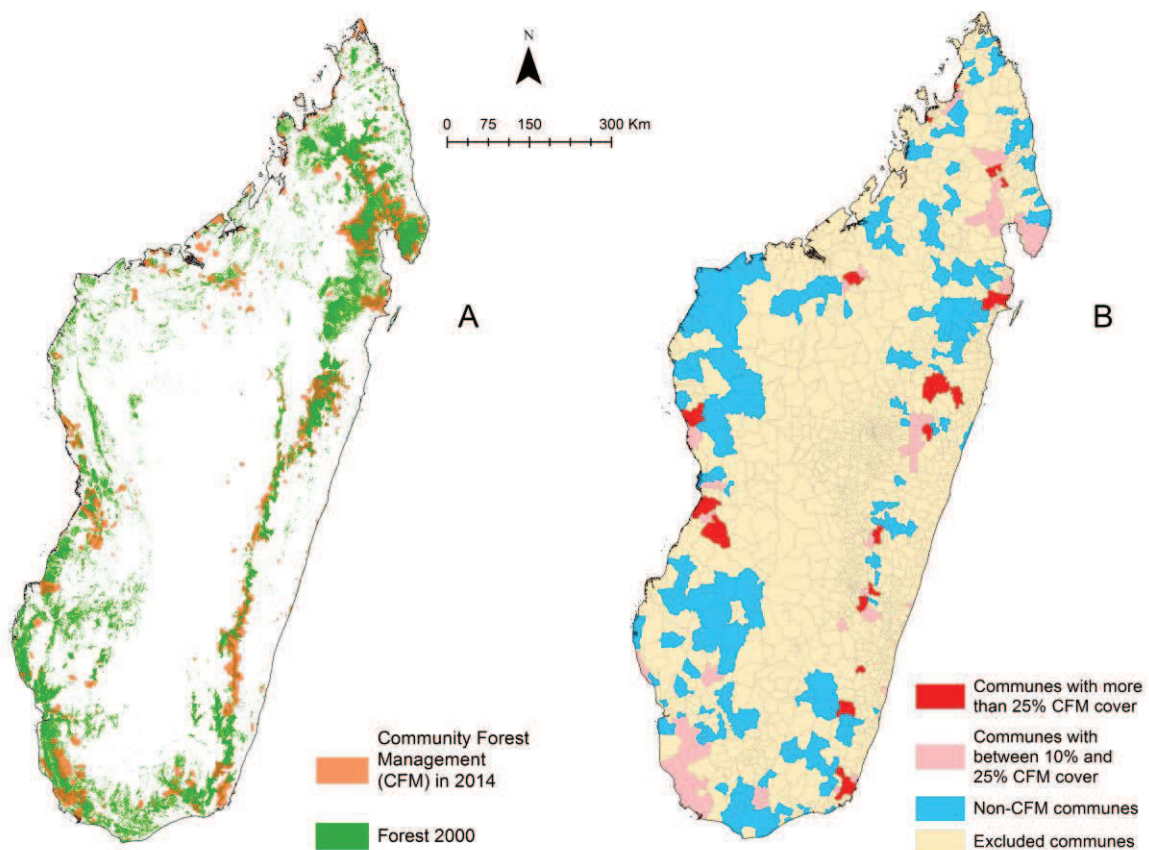 N
0 75 150 300 Km
A
B
Community Forest
Management
(CFM) in 2014
Forest 2000
Communes with more
than 25% CFM cover
Communes with
between 10% and
25% CFM cover
Non-CFM communes
Excluded communes